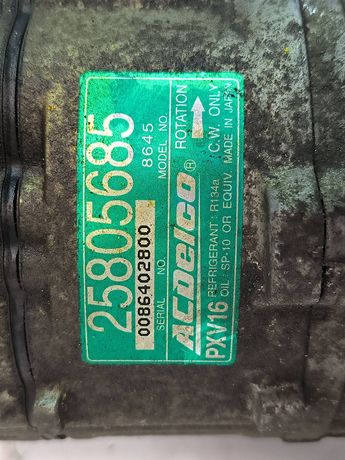 25805685
0086402800 8645
SERIAL NO. MODEL NO.
ACDelco® ROTATION
PXV16 REFRIGERANT : R134a C.W. ONLY
OIL : SP-10 OR EQUIV. MADE IN JAPAN